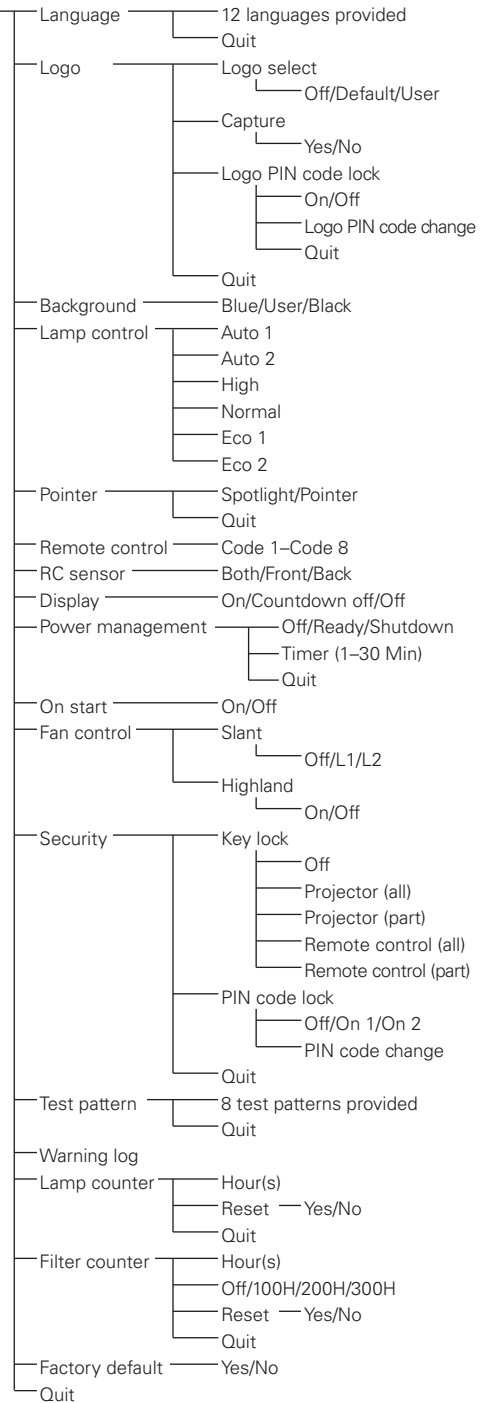 Language 12 languages provided
Quit
Logo Logo select
Off/Default/User
Capture
Yes/No
Logo PIN code lock
On/Off
Logo PIN code change
Quit
Quit
Background Blue/User/Black
Lamp control Auto 1
Auto 2
High
Normal
Eco 1
Eco 2
Pointer Spotlight/Pointer
Quit
Remote control Code 1–Code 8
RC sensor Both/Front/Back
Display On/Countdown off/Off
Power management Off/Ready/Shutdown
Timer (1–30 Min)
Quit
On start On/Off
Fan control Slant
Off/L1/L2
Highland
On/Off
Security Key lock
Off
Projector (all)
Projector (part)
Remote control (all)
Remote control (part)
PIN code lock
Off/On 1/On 2
PIN code change
Quit
Test pattern 8 test patterns provided
Quit
Warning log
Lamp counter Hour(s)
Reset Yes/No
Quit
Filter counter Hour(s)
Off/100H/200H/300H
Reset Yes/No
Quit
Factory default Yes/No
Quit